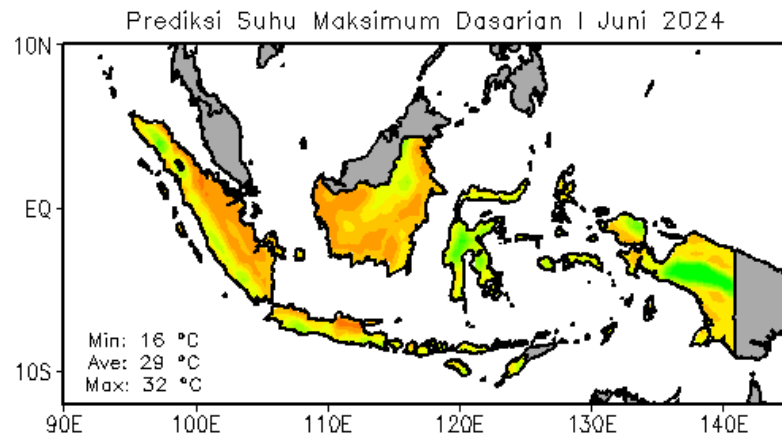 Prediksi Suhu Maksimum Dasarian I Juni 2024
10N
EQ
10S
Min: 16 °C
Ave: 29 °C
Max: 32 °C
90E 100E 110E 120E 130E 140E